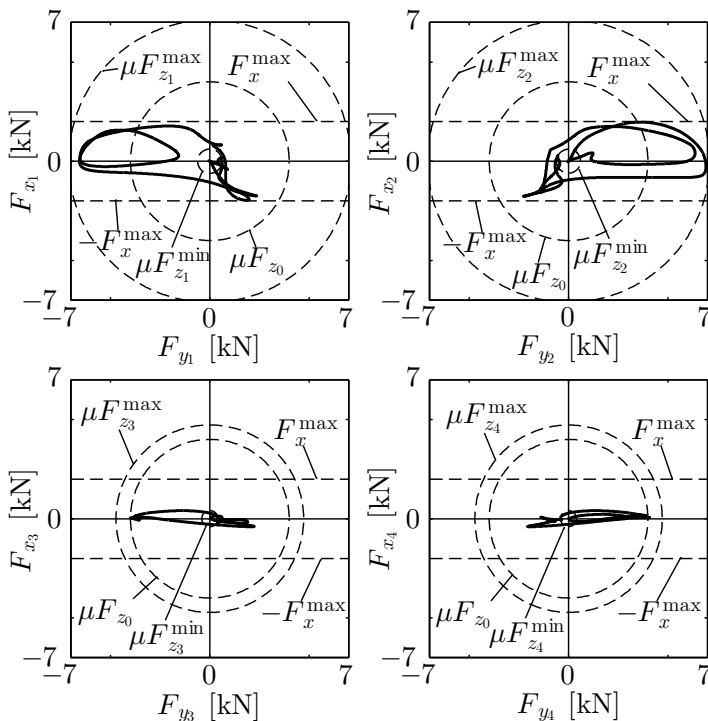 7 7
μF_{z_1}^{max} F_x^{max} μF_{z_2}^{max} F_x^{max}
F_{x_1} [kN] 0 F_{x_2} [kN] 0
−F_x^{max} μF_{z_1}^{min} μF_{z_0} −F_x^{max} μF_{z_0} μF_{z_2}^{min}
−7 −7
−7 0 7 −7 0 7
F_{y_1} [kN] F_{y_2} [kN]
7 7
μF_{z_3}^{max} F_x^{max} μF_{z_4}^{max} F_x^{max}
F_{x_3} [kN] 0 F_{x_4} [kN] 0
μF_{z_0} μF_{z_3}^{min} −F_x^{max} μF_{z_0} μF_{z_4}^{min} −F_x^{max}
−7 −7
−7 0 7 −7 0 7
F_{y_3} [kN] F_{y_4} [kN]